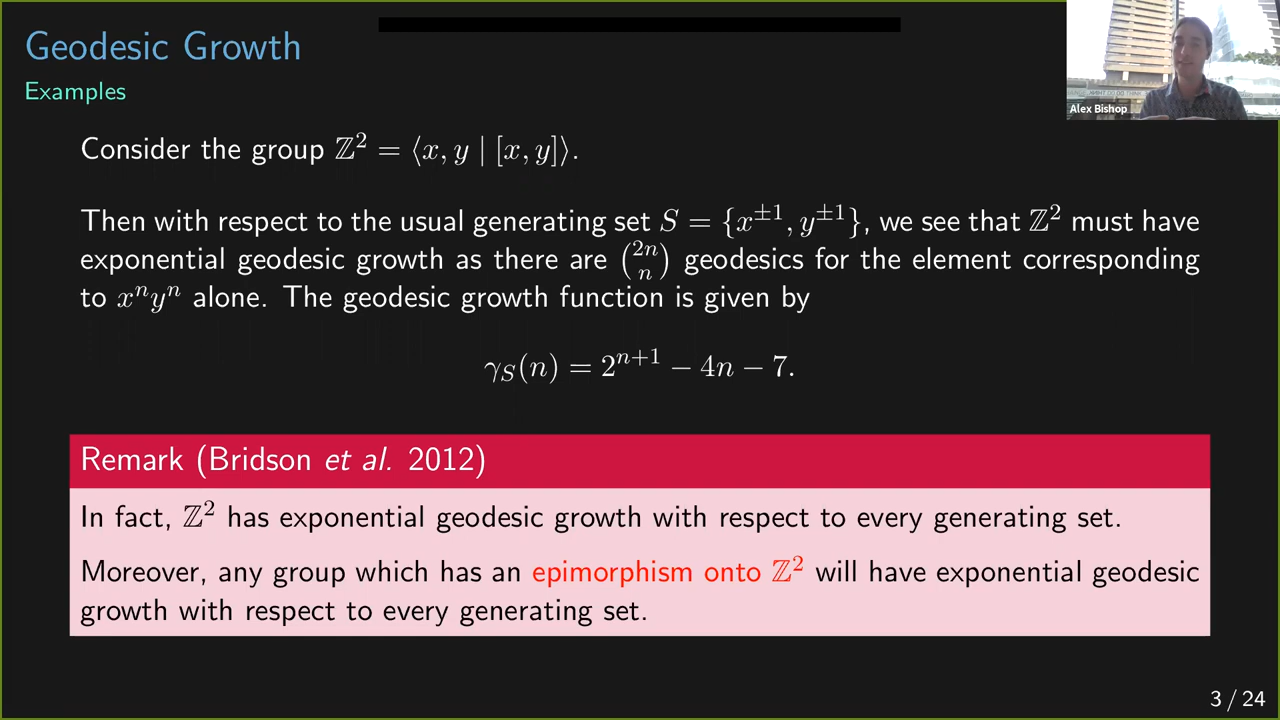 Geodesic Growth
Examples
Alex Bishop
Consider the group ℤ² = ⟨x, y | [x, y]⟩.
Then with respect to the usual generating set S = {x^{±1}, y^{±1}}, we see that ℤ² must have
exponential geodesic growth as there are \binom{2n}{n} geodesics for the element corresponding
to xⁿyⁿ alone. The geodesic growth function is given by
γ_S(n) = 2^{n+1} − 4n − 7.
Remark (Bridson et al. 2012)
In fact, ℤ² has exponential geodesic growth with respect to every generating set.
Moreover, any group which has an epimorphism onto ℤ² will have exponential geodesic
growth with respect to every generating set.
3 / 24